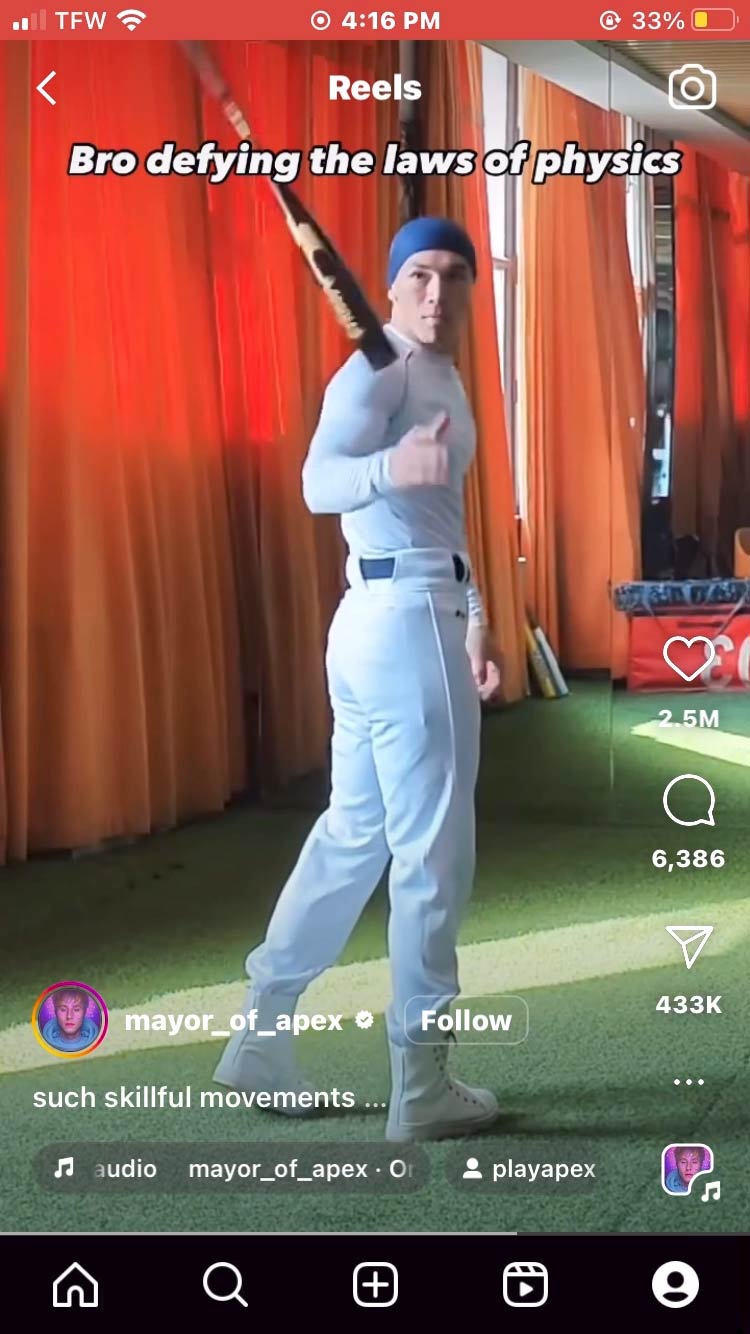 TFW 4:16 PM 33%
Reels
Bro defying the laws of physics
2.5M
6,386
433K
mayor_of_apex Follow
such skillful movements ...
audio mayor_of_apex · Or playapex